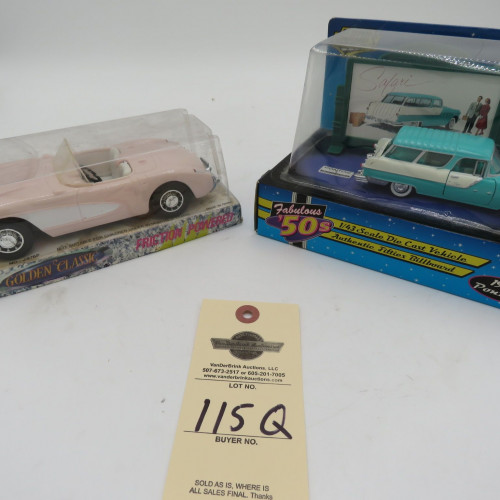 Safari
Fabulous
'50s
1/43 Scale Die Cast Vehicle
Authentic Fifties Billboard
GOLDEN CLASSIC
FRICTION POWERED!
VanDerBrink Auctions, LLC
507-673-2517 or 605-201-7005
www.vanderbrinkauctions.com
LOT NO.
115Q
BUYER NO.
SOLD AS IS, WHERE IS
ALL SALES FINAL. Thanks